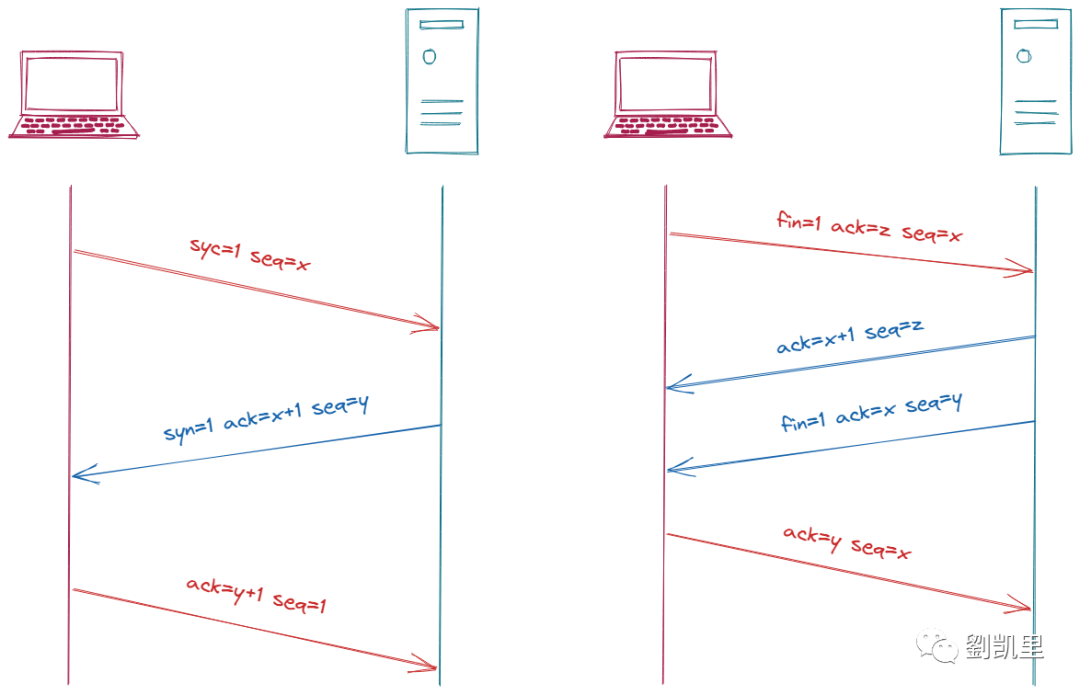 syc=1 seq=x
syn=1 ack=x+1 seq=y
ack=y+1 seq=1
fin=1 ack=z seq=x
ack=x+1 seq=z
fin=1 ack=x seq=y
ack=y seq=x
劉凯里